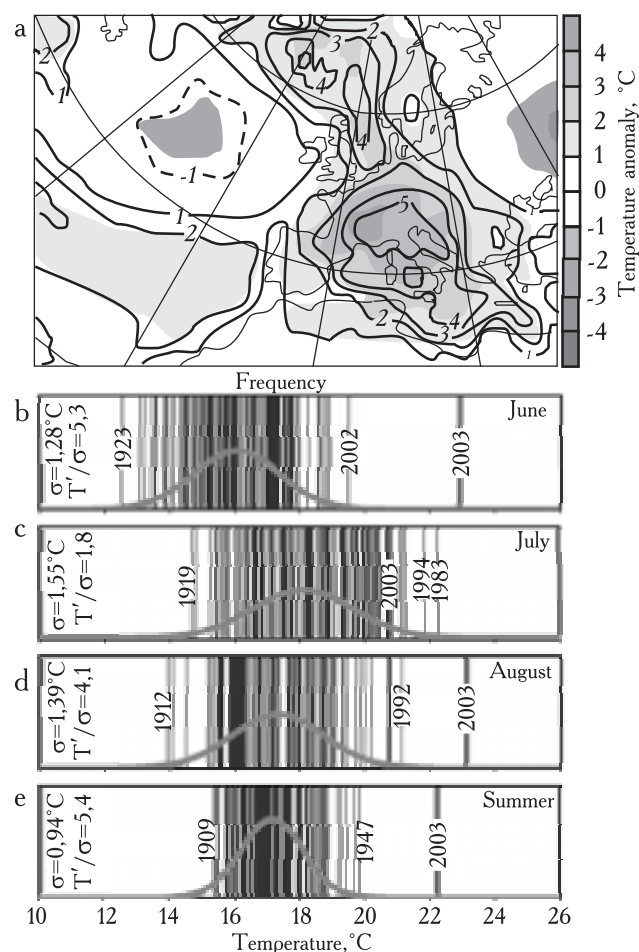 a
2
1
-1
1
2
3
2
4
4
5
2
3
4
1
4
3
2
1
0
-1
-2
-3
-4
Temperature anomaly, °C
Frequency
b
σ=1,28°C
T'/σ=5,3
1923
2002
2003
June
c
σ=1,55°C
T'/σ=1,8
1919
2003
1994
1983
July
d
σ=1,39°C
T'/σ=4,1
1912
1992
2003
August
e
σ=0,94°C
T'/σ=5,4
1909
1947
2003
Summer
10 12 14 16 18 20 22 24 26
Temperature,°C